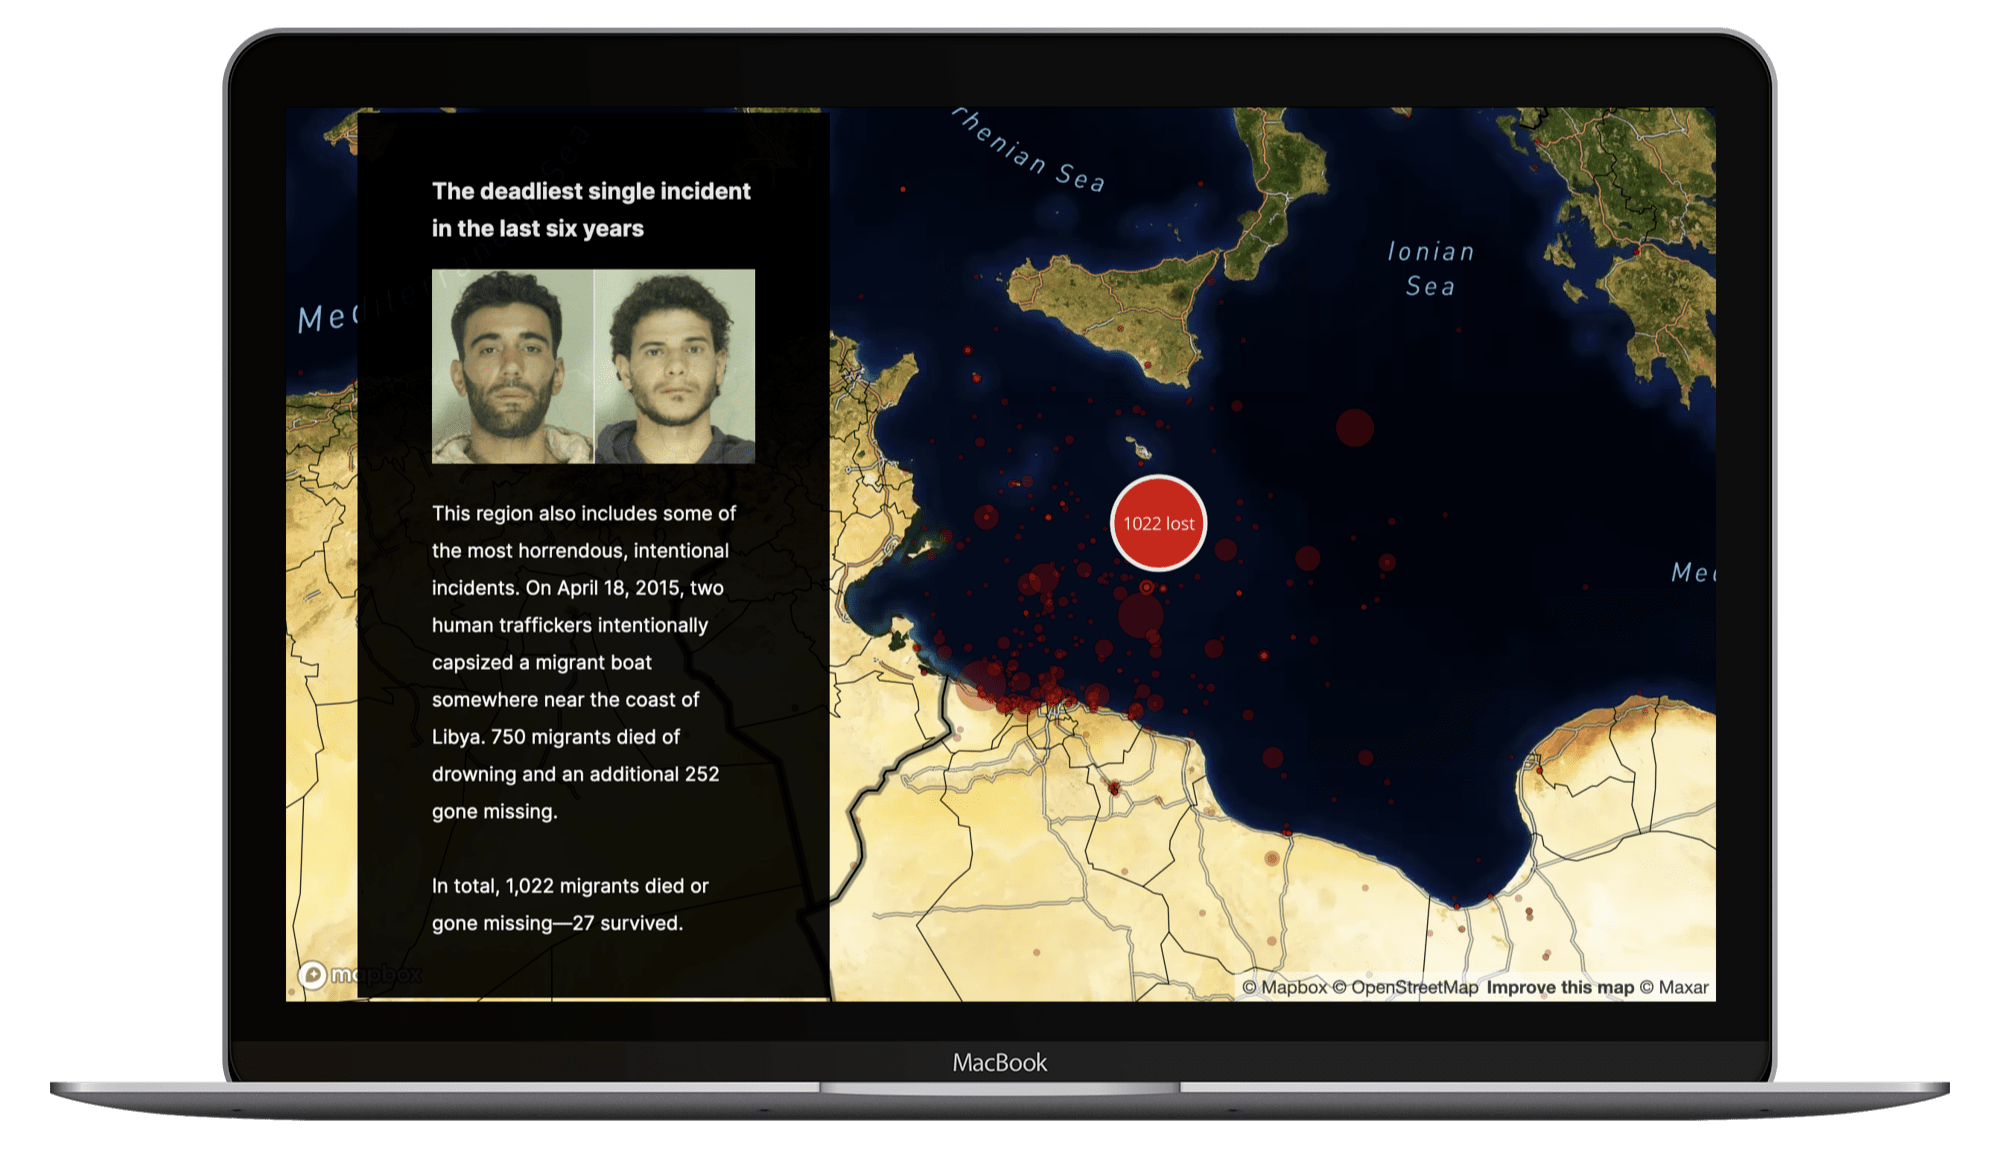 rhenian Sea
The deadliest single incident
in the last six years
Ionian
Sea
Med
This region also includes some of
the most horrendous, intentional
incidents. On April 18, 2015, two
human traffickers intentionally
capsized a migrant boat
somewhere near the coast of
Libya. 750 migrants died of
drowning and an additional 252
gone missing.
1022 lost
Med
In total, 1,022 migrants died or
gone missing—27 survived.
mapbox
© Mapbox © OpenStreetMap Improve this map © Maxar
MacBook